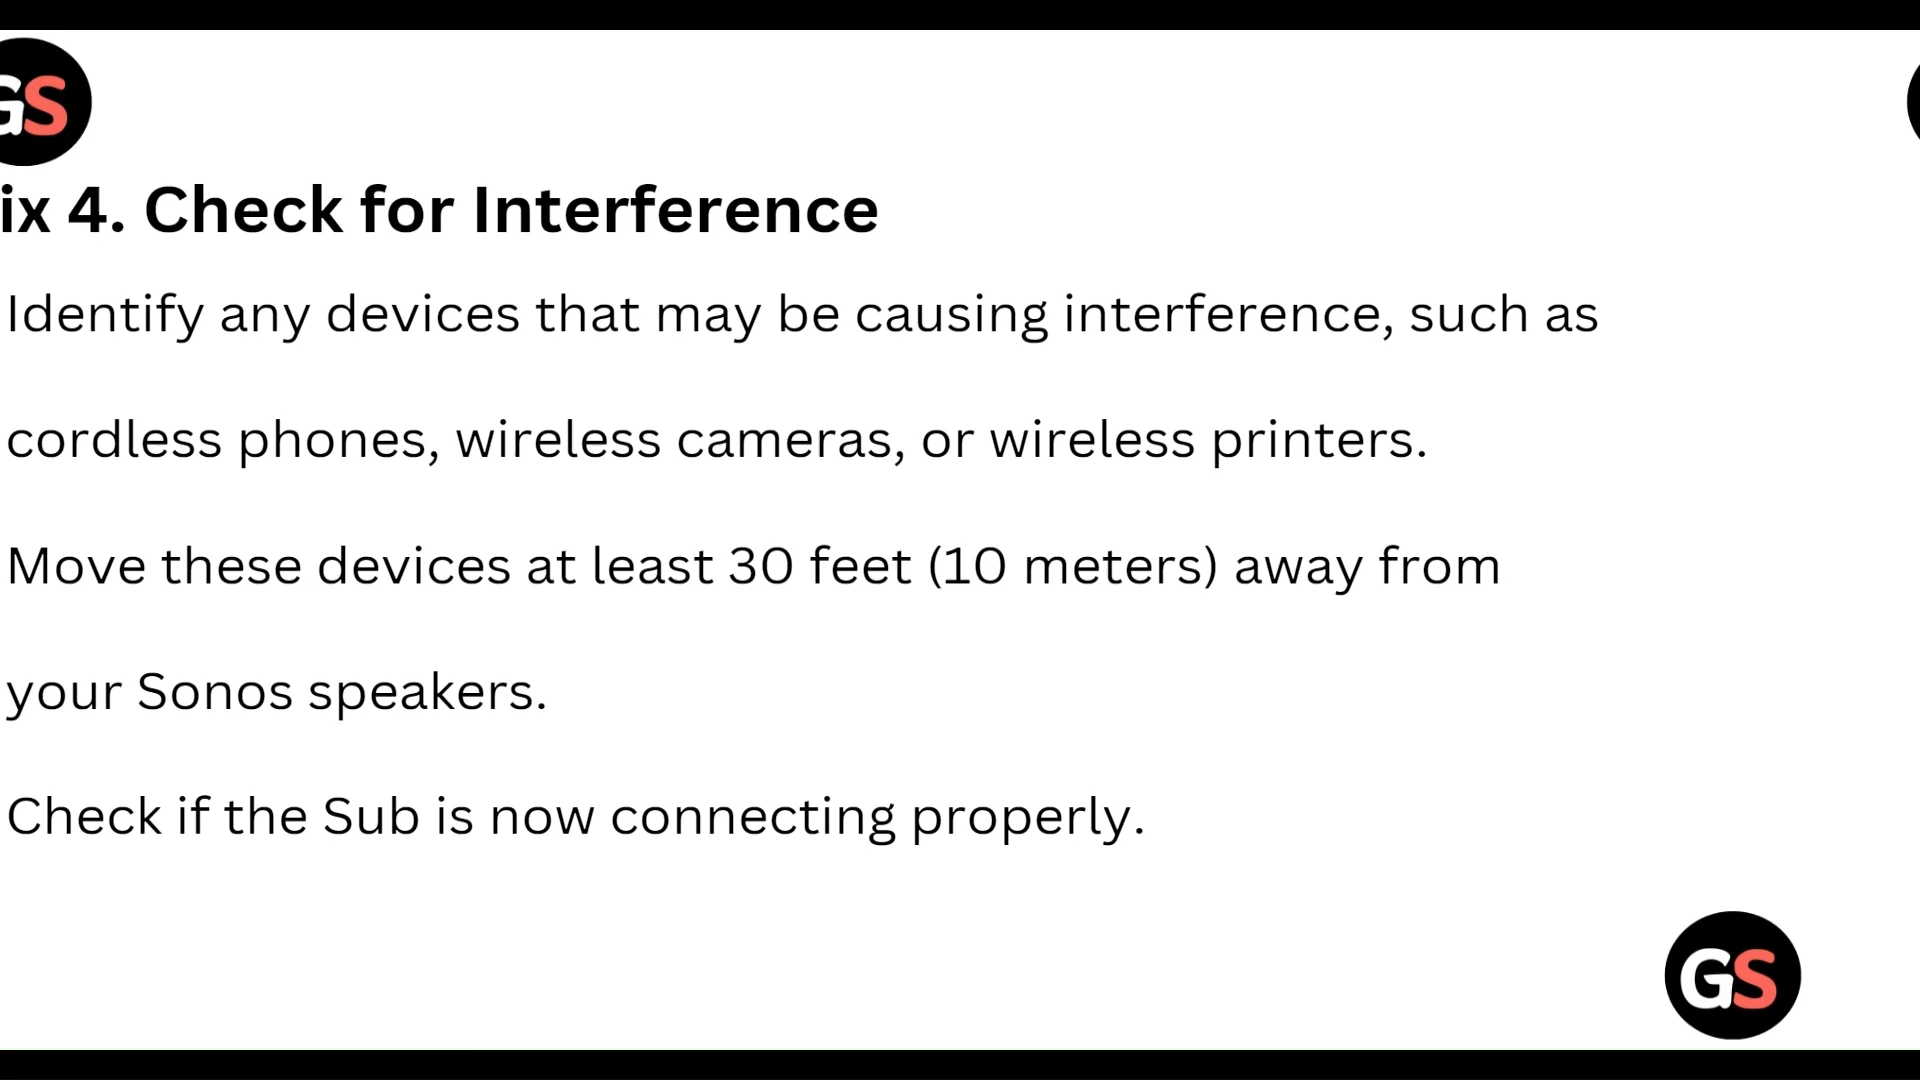 GS
ix 4. Check for Interference
Identify any devices that may be causing interference, such as
cordless phones, wireless cameras, or wireless printers.
Move these devices at least 30 feet (10 meters) away from
your Sonos speakers.
Check if the Sub is now connecting properly.
GS